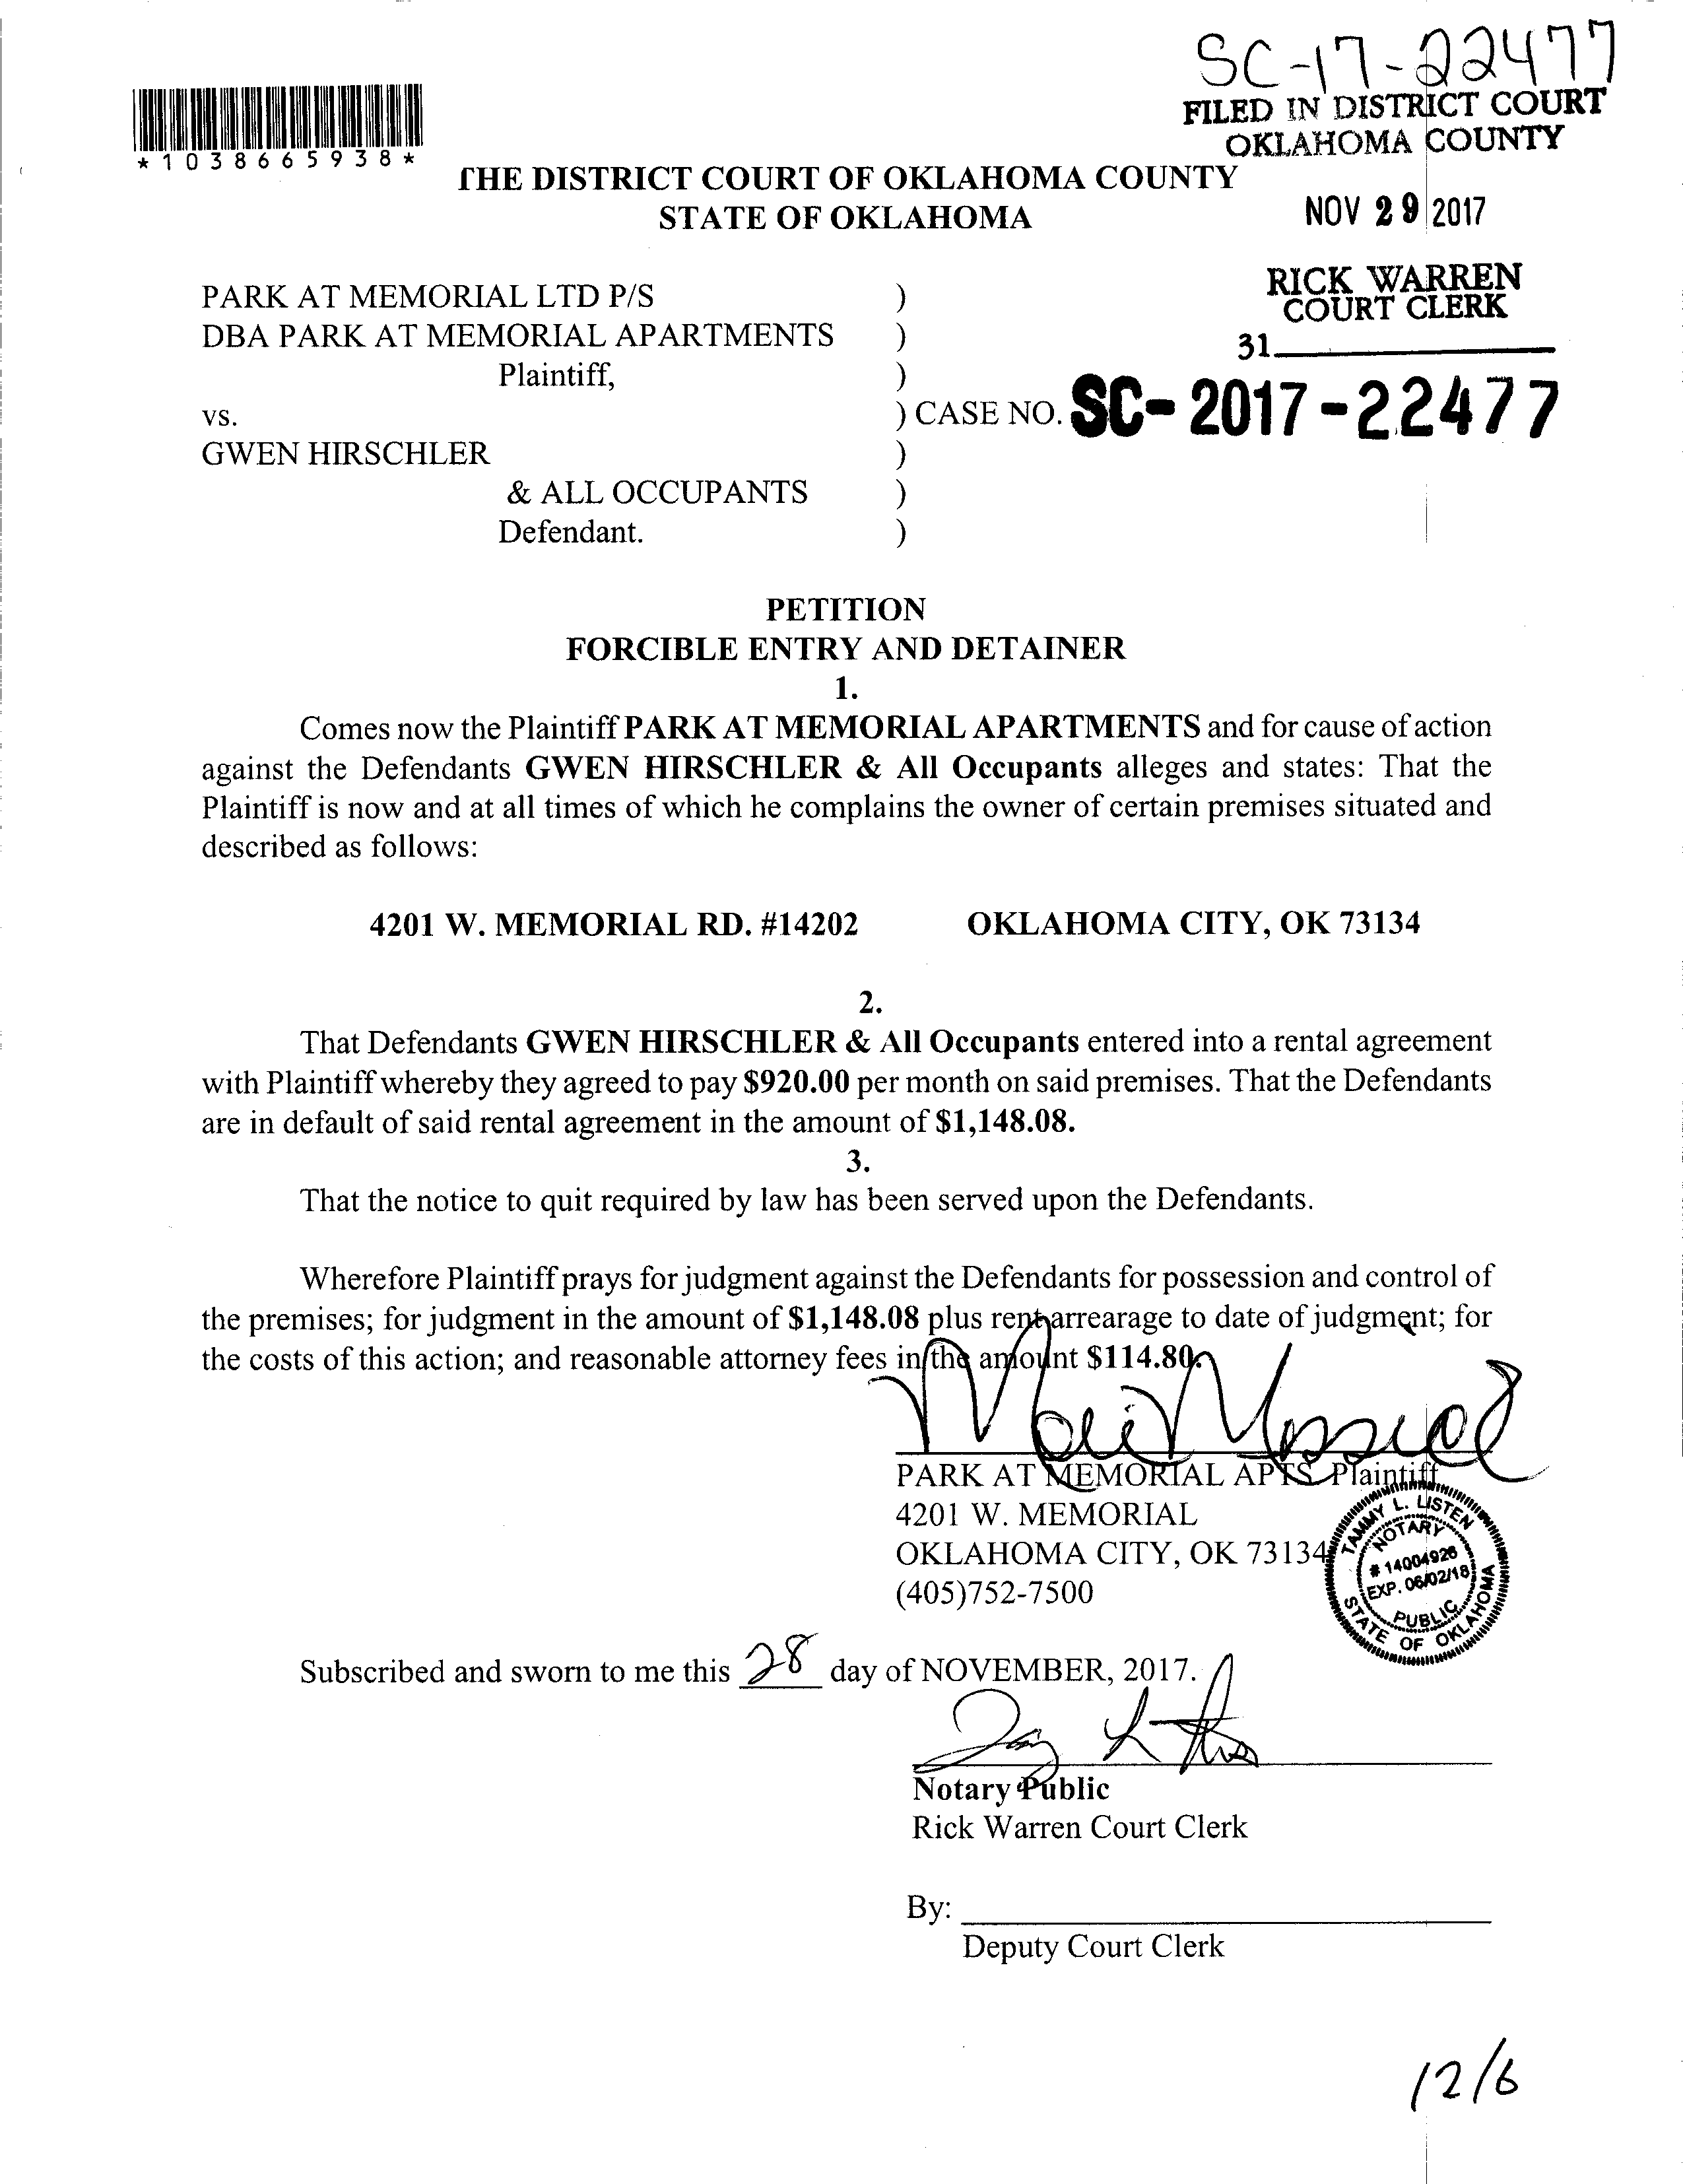 SC-17-22477
FILED IN DISTRICT COURT
OKLAHOMA COUNTY
*1038665938*
THE DISTRICT COURT OF OKLAHOMA COUNTY
STATE OF OKLAHOMA
NOV 29 2017
RICK WARREN
COURT CLERK
31
PARK AT MEMORIAL LTD P/S )
DBA PARK AT MEMORIAL APARTMENTS )
Plaintiff, )
vs. ) CASE NO. SC-2017-22477
GWEN HIRSCHLER )
& ALL OCCUPANTS )
Defendant. )
PETITION
FORCIBLE ENTRY AND DETAINER
1.
Comes now the Plaintiff PARK AT MEMORIAL APARTMENTS and for cause of action
against the Defendants GWEN HIRSCHLER & All Occupants alleges and states: That the
Plaintiff is now and at all times of which he complains the owner of certain premises situated and
described as follows:
4201 W. MEMORIAL RD. #14202 OKLAHOMA CITY, OK 73134
2.
That Defendants GWEN HIRSCHLER & All Occupants entered into a rental agreement
with Plaintiff whereby they agreed to pay $920.00 per month on said premises. That the Defendants
are in default of said rental agreement in the amount of $1,148.08.
3.
That the notice to quit required by law has been served upon the Defendants.
Wherefore Plaintiff prays for judgment against the Defendants for possession and control of
the premises; for judgment in the amount of $1,148.08 plus rent arrearage to date of judgment; for
the costs of this action; and reasonable attorney fees in the amount $114.80.
PARK AT MEMORIAL APTS Plaintiff
4201 W. MEMORIAL
OKLAHOMA CITY, OK 73134
(405)752-7500
TAMMY L. LISTEN
NOTARY
# 14004926
EXP. 06/02/18
PUBLIC
STATE OF OKLAHOMA
Subscribed and sworn to me this 28 day of NOVEMBER, 2017.
Notary Public
Rick Warren Court Clerk
By:
Deputy Court Clerk
12/6